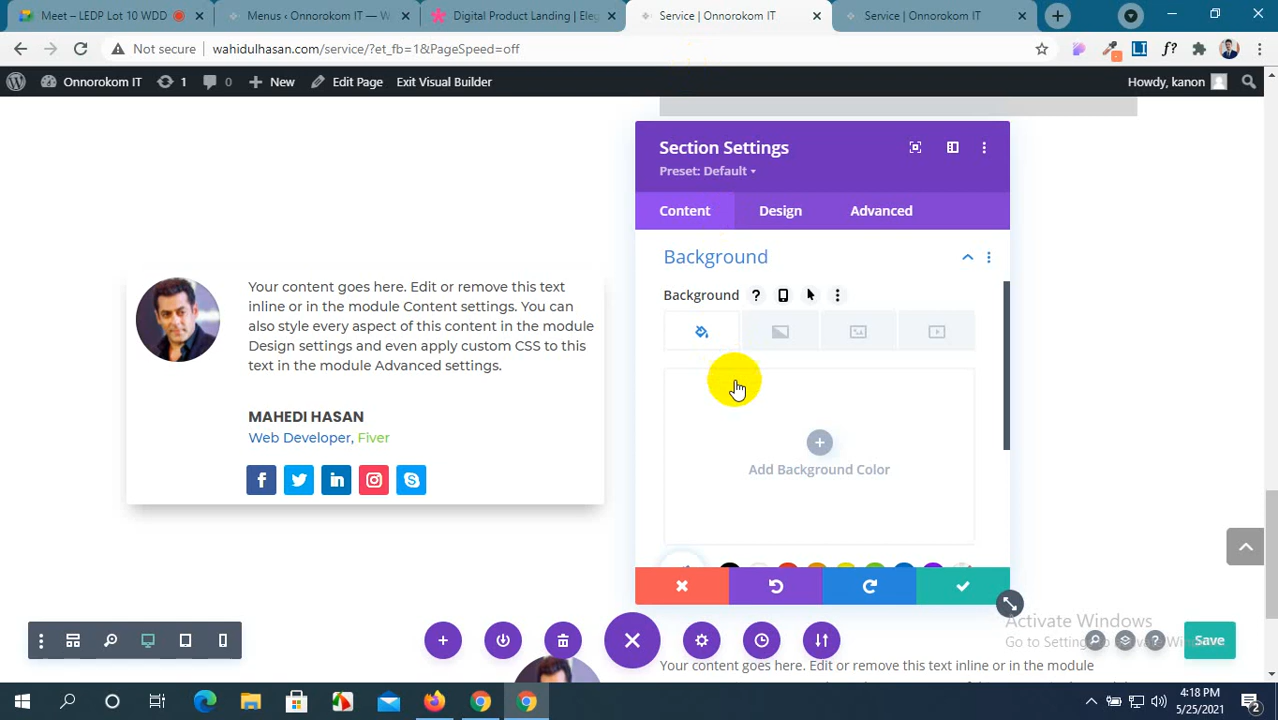 Meet – LEDP Lot 10 WDD
Menus ‹ Onnorokom IT — W
Digital Product Landing | Eleg
Service | Onnorokom IT
Service | Onnorokom IT
Not secure
wahidulhasan.com/service/?et_fb=1&PageSpeed=off
Onnorokom IT
1
0
New
Edit Page
Exit Visual Builder
Howdy, kanon
Section Settings
Preset: Default
Content
Design
Advanced
Background
Background
Add Background Color
Your content goes here. Edit or remove this text
inline or in the module Content settings. You can
also style every aspect of this content in the module
Design settings and even apply custom CSS to this
text in the module Advanced settings.
MAHEDI HASAN
Web Developer, Fiver
Activate Windows
Save
Your content goes here. Edit or remove this text inline or in the module
4:18 PM
5/25/2021
2